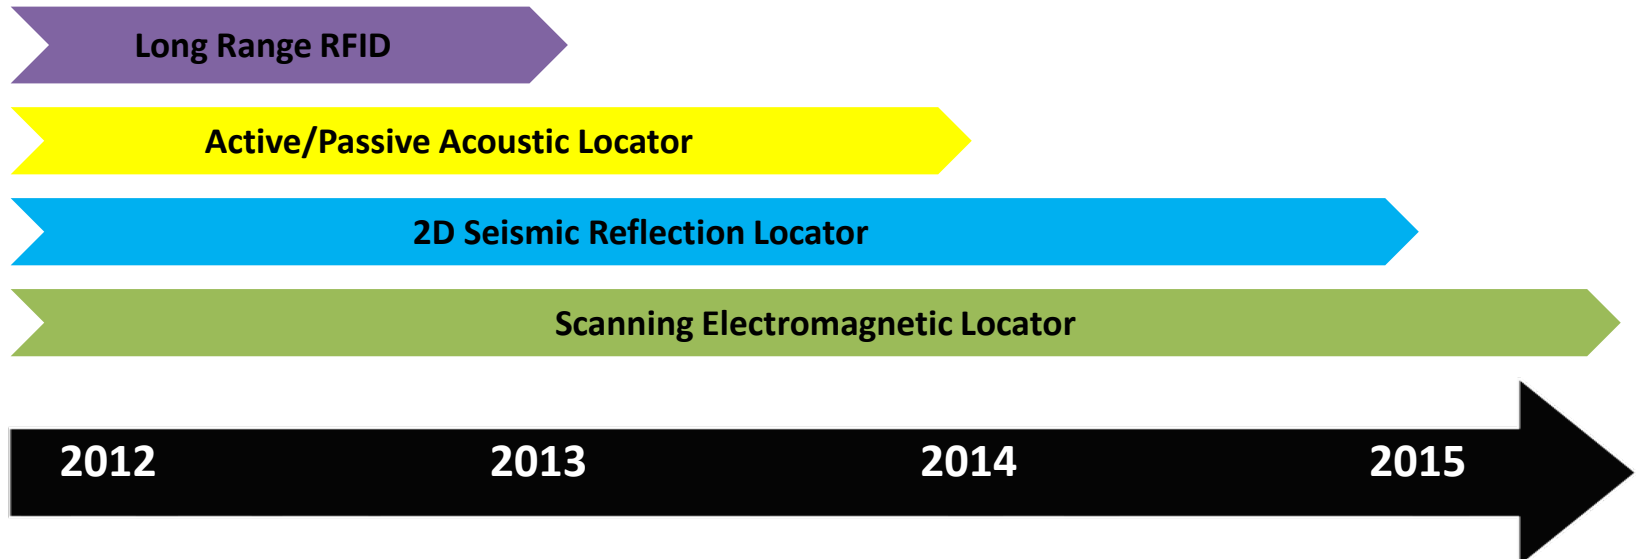 Long Range RFID
Active/Passive Acoustic Locator
2D Seismic Reflection Locator
Scanning Electromagnetic Locator
2012 2013 2014 2015